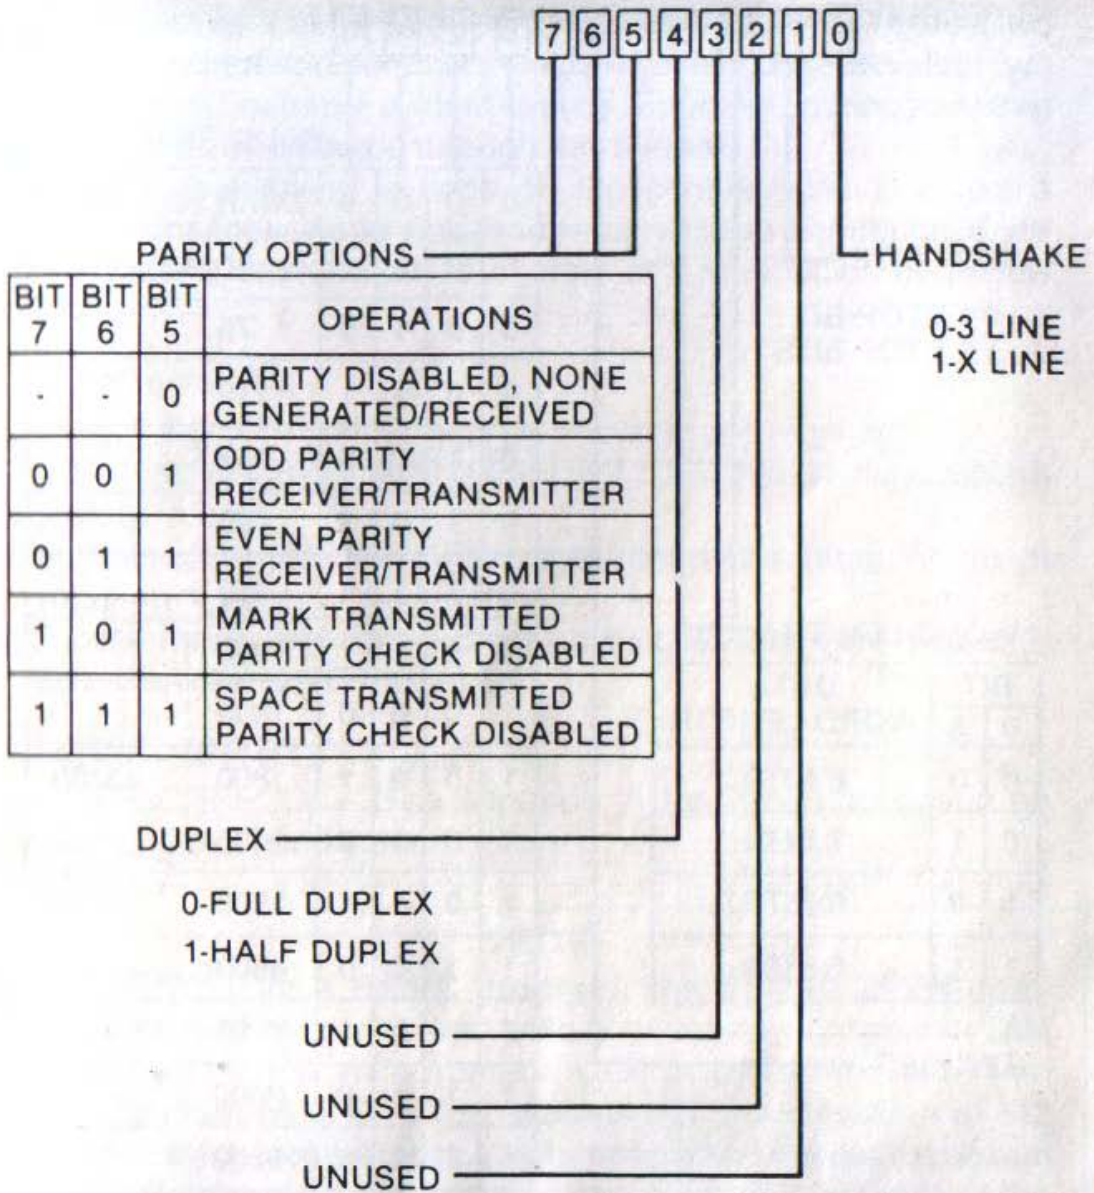 7 6 5 4 3 2 1 0
PARITY OPTIONS
HANDSHAKE
0-3 LINE
1-X LINE
BIT 7 BIT 6 BIT 5 OPERATIONS
- - 0 PARITY DISABLED, NONE
GENERATED/RECEIVED
0 0 1 ODD PARITY
RECEIVER/TRANSMITTER
0 1 1 EVEN PARITY
RECEIVER/TRANSMITTER
1 0 1 MARK TRANSMITTED
PARITY CHECK DISABLED
1 1 1 SPACE TRANSMITTED
PARITY CHECK DISABLED
DUPLEX
0-FULL DUPLEX
1-HALF DUPLEX
UNUSED
UNUSED
UNUSED